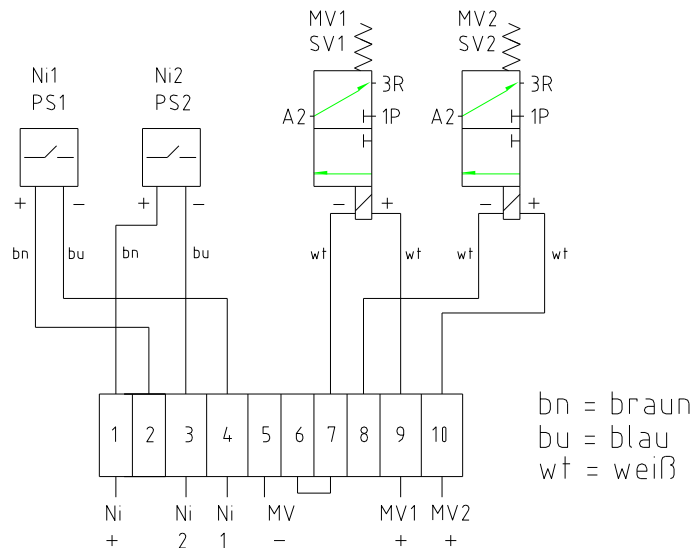 MV1
SV1
MV2
SV2
Ni1
PS1
Ni2
PS2
3R
A2
1P
3R
A2
1P
+ −
+ −
− +
− +
bn bu bn bu wt wt wt wt
1 2 3 4 5 6 7 8 9 10
Ni
+
Ni
2
Ni
1
MV
−
MV1
+
MV2
+
bn = braun
bu = blau
wt = weiß